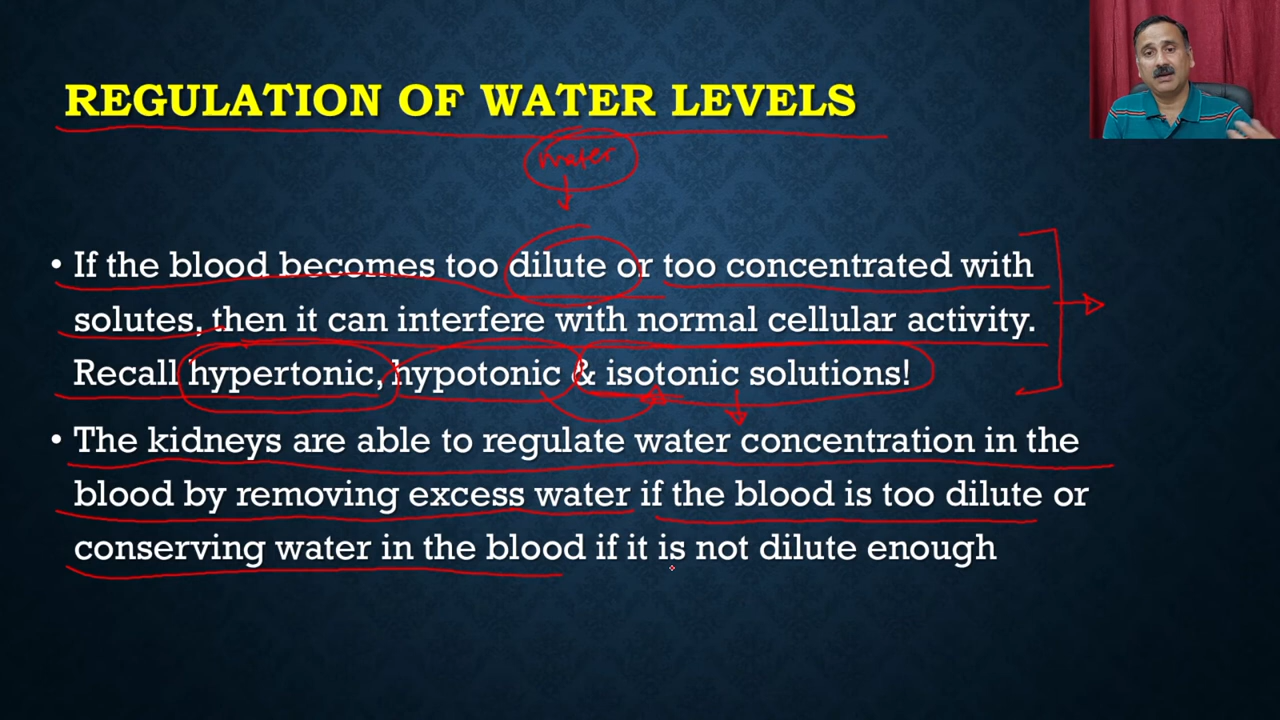 REGULATION OF WATER LEVELS
water
• If the blood becomes too dilute or too concentrated with
solutes, then it can interfere with normal cellular activity.
Recall hypertonic, hypotonic & isotonic solutions!
• The kidneys are able to regulate water concentration in the
blood by removing excess water if the blood is too dilute or
conserving water in the blood if it is not dilute enough